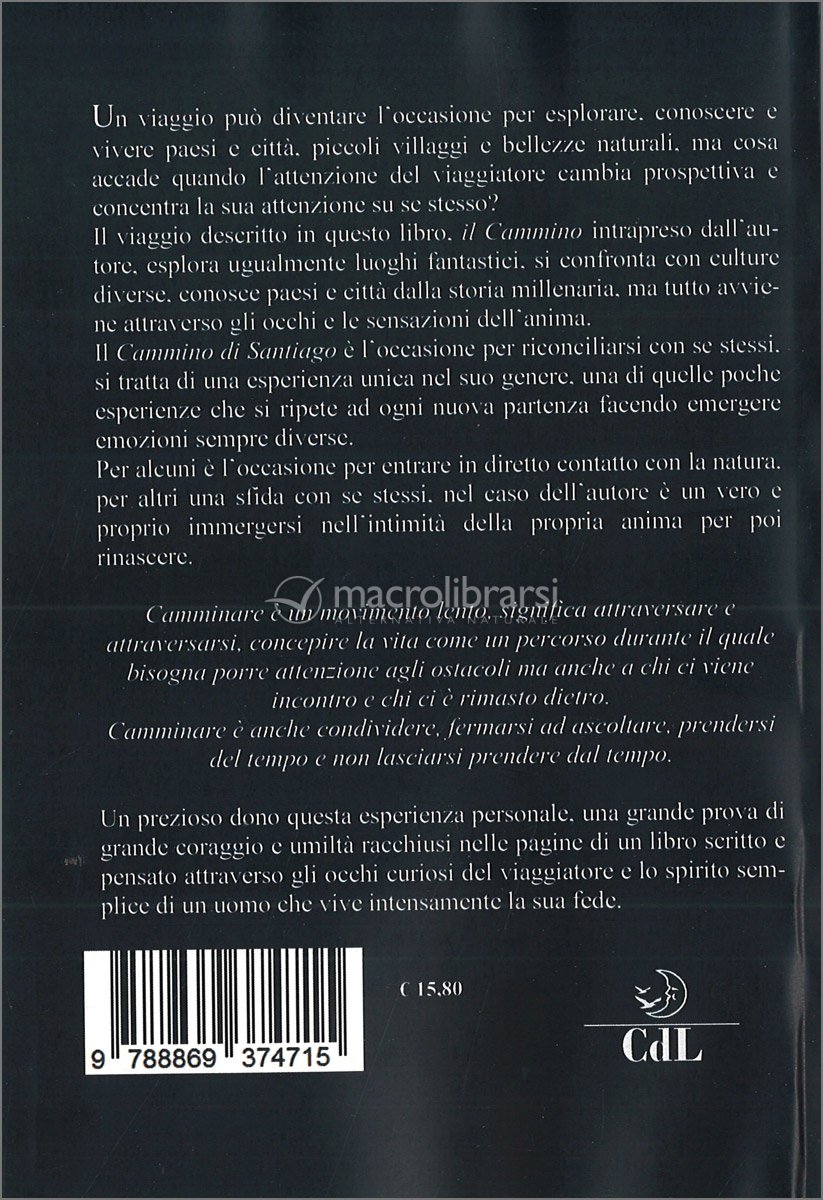 Un viaggio può diventare l'occasione per esplorare, conoscere e
vivere paesi e città, piccoli villaggi e bellezze naturali, ma cosa
accade quando l'attenzione del viaggiatore cambia prospettiva e
concentra la sua attenzione su se stesso?
Il viaggio descritto in questo libro, il Cammino intrapreso dall'au-
tore, esplora ugualmente luoghi fantastici, si confronta con culture
diverse, conosce paesi e città dalla storia millenaria, ma tutto avvie-
ne attraverso gli occhi e le sensazioni dell'anima.
Il Cammino di Santiago è l'occasione per riconciliarsi con se stessi,
si tratta di una esperienza unica nel suo genere, una di quelle poche
esperienze che si ripete ad ogni nuova partenza facendo emergere
emozioni sempre diverse.
Per alcuni è l'occasione per entrare in diretto contatto con la natura,
per altri una sfida con se stessi, nel caso dell'autore è un vero e
proprio immergersi nell'intimità della propria anima per poi
rinascere.
macrolibrarsi
ALTERNATIVA NATURALE
Camminare è un movimento lento, significa attraversare e
attraversarsi, concepire la vita come un percorso durante il quale
bisogna porre attenzione agli ostacoli ma anche a chi ci viene
incontro e chi ci è rimasto dietro.
Camminare è anche condividere, fermarsi ad ascoltare, prendersi
del tempo e non lasciarsi prendere dal tempo.
Un prezioso dono questa esperienza personale, una grande prova di
grande coraggio e umiltà racchiusi nelle pagine di un libro scritto e
pensato attraverso gli occhi curiosi del viaggiatore e lo spirito sem-
plice di un uomo che vive intensamente la sua fede.
€ 15,80
9 788869 374715
CdL